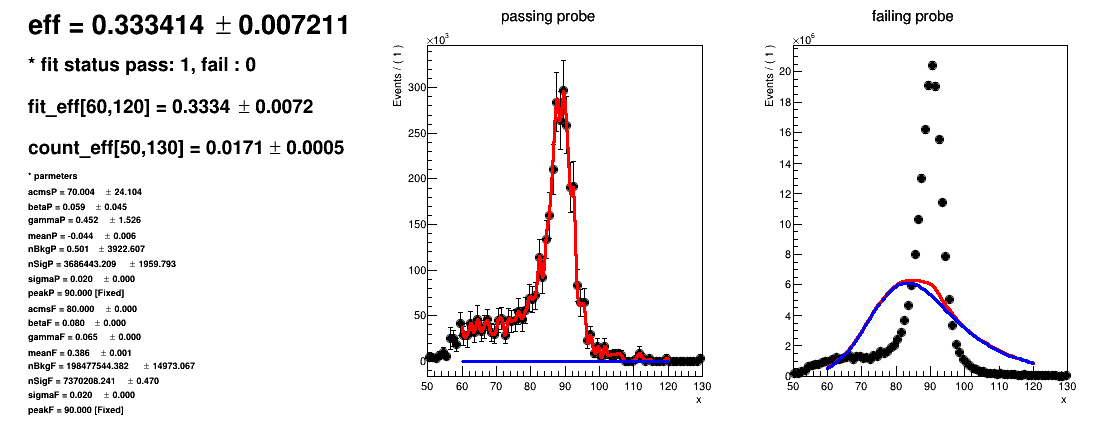 eff = 0.333414 ± 0.007211
* fit status pass: 1, fail : 0
fit_eff[60,120] = 0.3334 ± 0.0072
count_eff[50,130] = 0.0171 ± 0.0005
* parmeters
acmsP = 70.004 ± 24.104
betaP = 0.059 ± 0.045
gammaP = 0.452 ± 1.526
meanP = -0.044 ± 0.006
nBkgP = 0.501 ± 3922.607
nSigP = 3686443.209 ± 1959.793
sigmaP = 0.020 ± 0.000
peakP = 90.000 [Fixed]
acmsF = 80.000 ± 0.000
betaF = 0.080 ± 0.000
gammaF = 0.065 ± 0.000
meanF = 0.386 ± 0.001
nBkgF = 198477544.382 ± 14973.067
nSigF = 7370208.241 ± 0.470
sigmaF = 0.020 ± 0.000
peakF = 90.000 [Fixed]
passing probe
×10³
Events / ( 1 )
300
250
200
150
100
50
0
50 60 70 80 90 100 110 120 130
x
failing probe
×10⁶
Events / ( 1 )
20
18
16
14
12
10
8
6
4
2
0
50 60 70 80 90 100 110 120 130
x